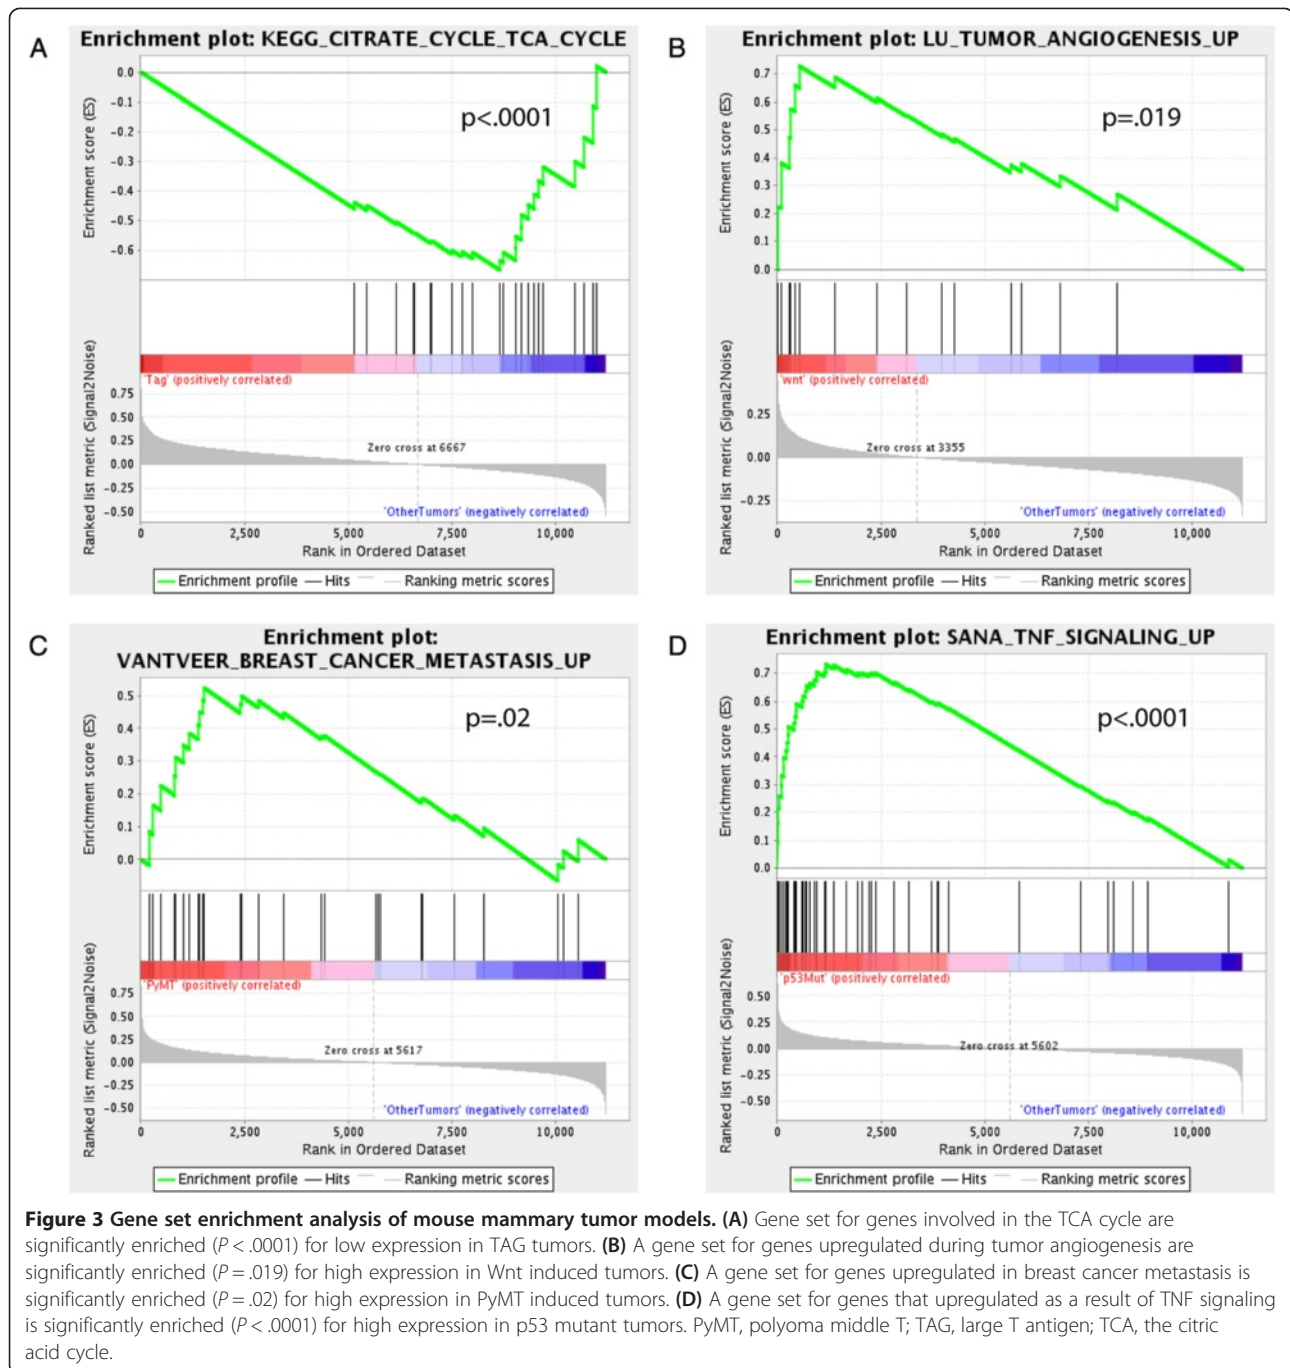 A
Enrichment plot: KEGG_CITRATE_CYCLE_TCA_CYCLE
Enrichment score (ES)
0.0
-0.1
-0.2
-0.3
-0.4
-0.5
-0.6
p<.0001
'Tag' (positively correlated)
Ranked list metric (Signal2Noise)
0.75
0.50
0.25
0.00
-0.25
-0.50
Zero cross at 6667
'OtherTumors' (negatively correlated)
0 2,500 5,000 7,500 10,000
Rank in Ordered Dataset
Enrichment profile Hits Ranking metric scores
B
Enrichment plot: LU_TUMOR_ANGIOGENESIS_UP
Enrichment score (ES)
0.7
0.6
0.5
0.4
0.3
0.2
0.1
0.0
p=.019
'wnt' (positively correlated)
Ranked list metric (Signal2Noise)
0.25
0.00
-0.25
Zero cross at 3355
'OtherTumors' (negatively correlated)
0 2,500 5,000 7,500 10,000
Rank in Ordered Dataset
Enrichment profile Hits Ranking metric scores
C
Enrichment plot:
VANTVEER_BREAST_CANCER_METASTASIS_UP
Enrichment score (ES)
0.5
0.4
0.3
0.2
0.1
0.0
p=.02
'PyMT' (positively correlated)
Ranked list metric (Signal2Noise)
0.75
0.50
0.25
0.00
-0.25
-0.50
Zero cross at 5617
'OtherTumors' (negatively correlated)
0 2,500 5,000 7,500 10,000
Rank in Ordered Dataset
Enrichment profile Hits Ranking metric scores
D
Enrichment plot: SANA_TNF_SIGNALING_UP
Enrichment score (ES)
0.7
0.6
0.5
0.4
0.3
0.2
0.1
0.0
p<.0001
'p53Mut' (positively correlated)
Ranked list metric (Signal2Noise)
0.50
0.25
0.00
-0.25
-0.50
Zero cross at 5602
'OtherTumors' (negatively correlated)
0 2,500 5,000 7,500 10,000
Rank in Ordered Dataset
Enrichment profile Hits Ranking metric scores
Figure 3 Gene set enrichment analysis of mouse mammary tumor models. (A) Gene set for genes involved in the TCA cycle are
significantly enriched (P < .0001) for low expression in TAG tumors. (B) A gene set for genes upregulated during tumor angiogenesis are
significantly enriched (P = .019) for high expression in Wnt induced tumors. (C) A gene set for genes upregulated in breast cancer metastasis is
significantly enriched (P = .02) for high expression in PyMT induced tumors. (D) A gene set for genes that upregulated as a result of TNF signaling
is significantly enriched (P < .0001) for high expression in p53 mutant tumors. PyMT, polyoma middle T; TAG, large T antigen; TCA, the citric
acid cycle.